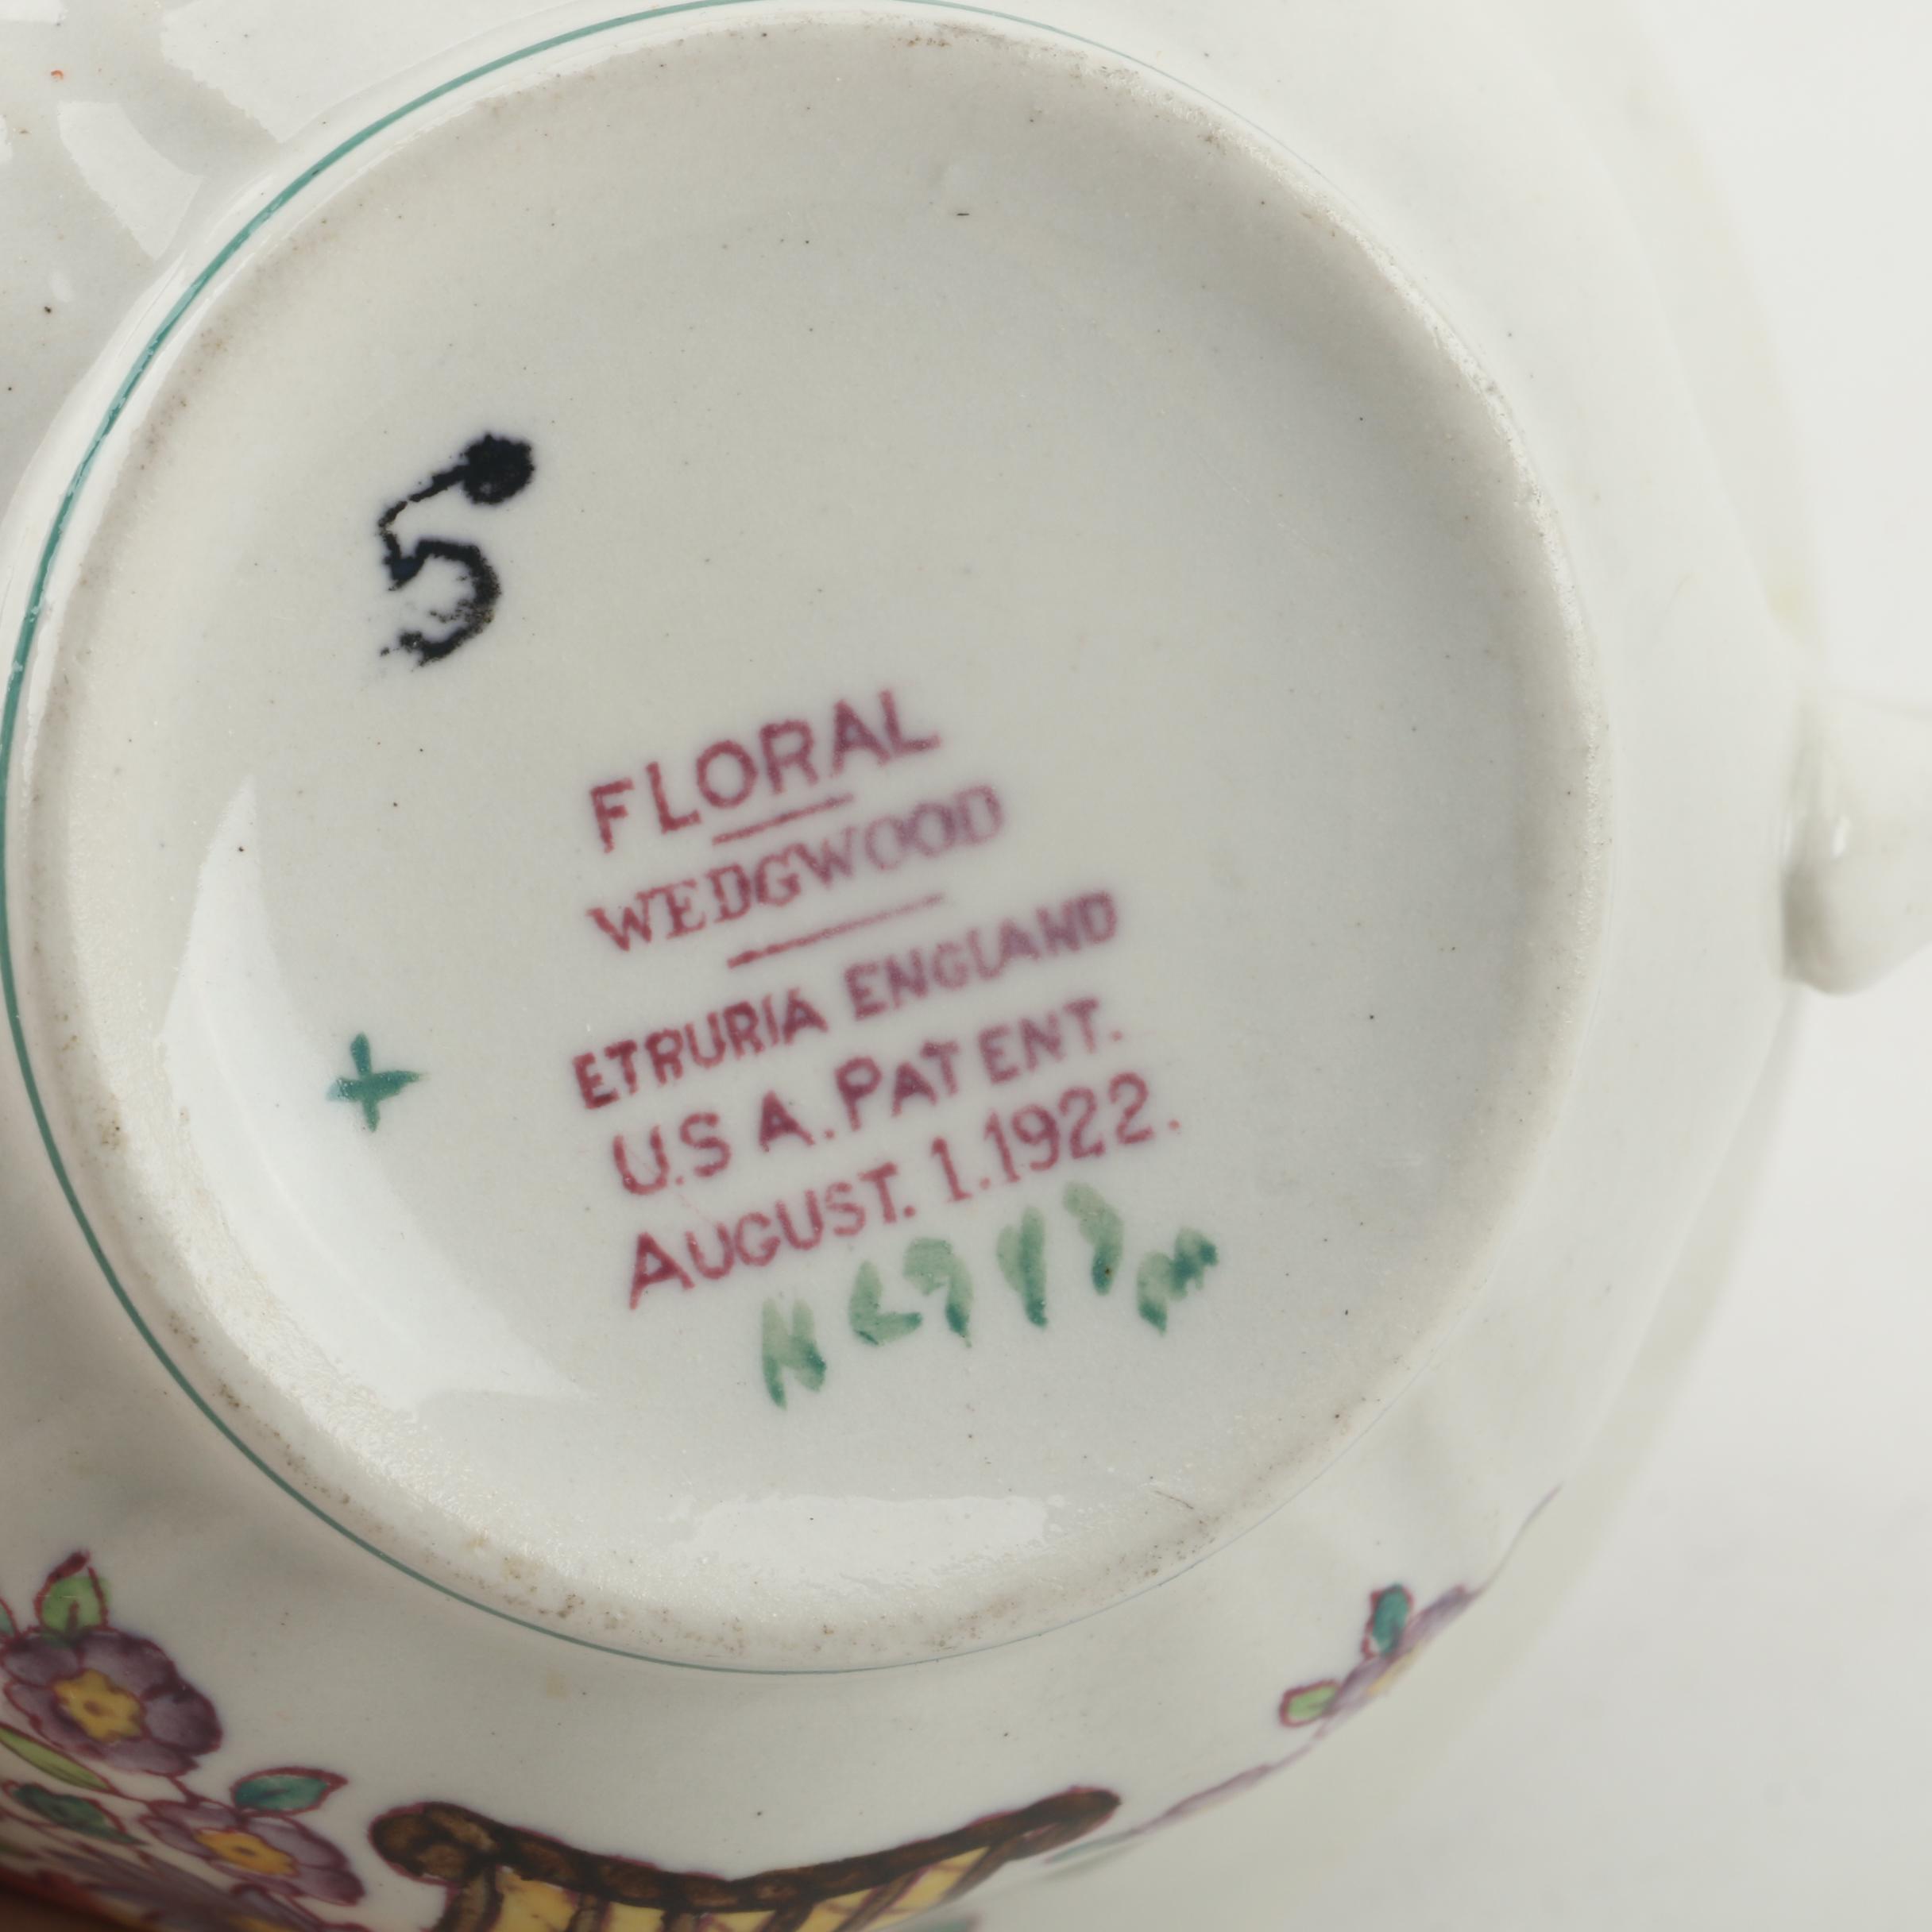 5
FLORAL
WEDGWOOD
ETRURIA ENGLAND
U.S A. PATENT.
AUGUST. 1. 1922.